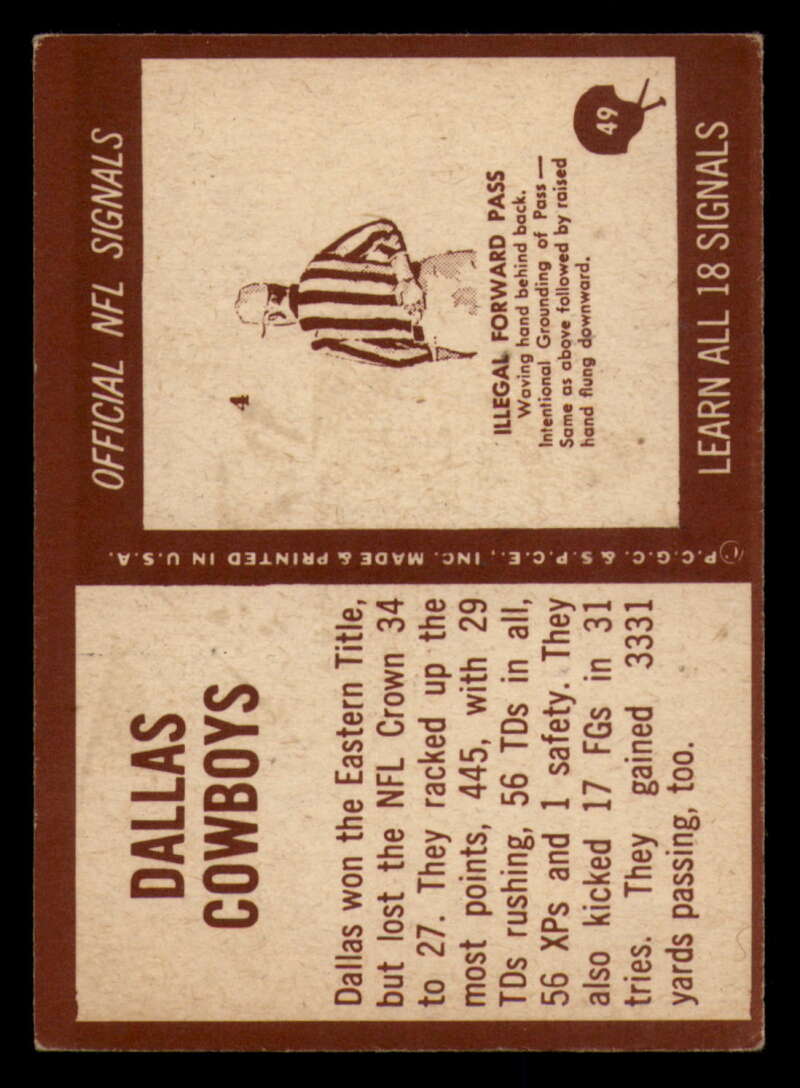 DALLAS
COWBOYS
Dallas won the Eastern Title,
but lost the NFL Crown 34
to 27. They racked up the
most points, 445, with 29
TDs rushing, 56 TDs in all,
56 XPs and 1 safety. They
also kicked 17 FGs in 31
tries. They gained 3331
yards passing, too.
©P.C.G.C. & S.P.C.E., INC. MADE & PRINTED IN U.S.A.
OFFICIAL NFL SIGNALS
4
ILLEGAL FORWARD PASS
Waving hand behind back.
Intentional Grounding of Pass—
Same as above followed by raised
hand flung downward.
49
LEARN ALL 18 SIGNALS